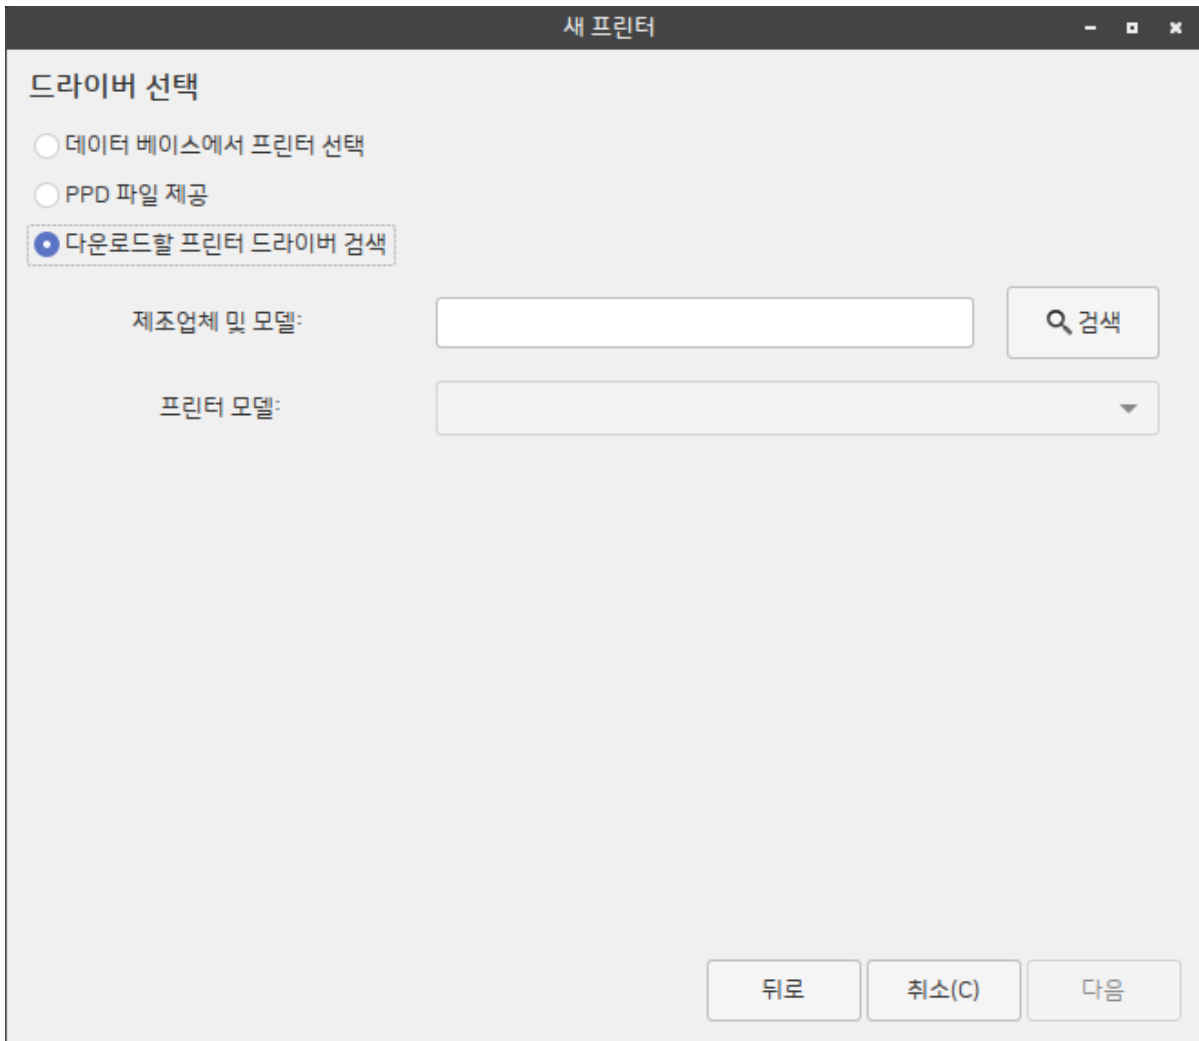 새 프린터
드라이버 선택
데이터 베이스에서 프린터 선택
PPD 파일 제공
다운로드할 프린터 드라이버 검색
제조업체 및 모델:
검색
프린터 모델:
뒤로
취소(C)
다음